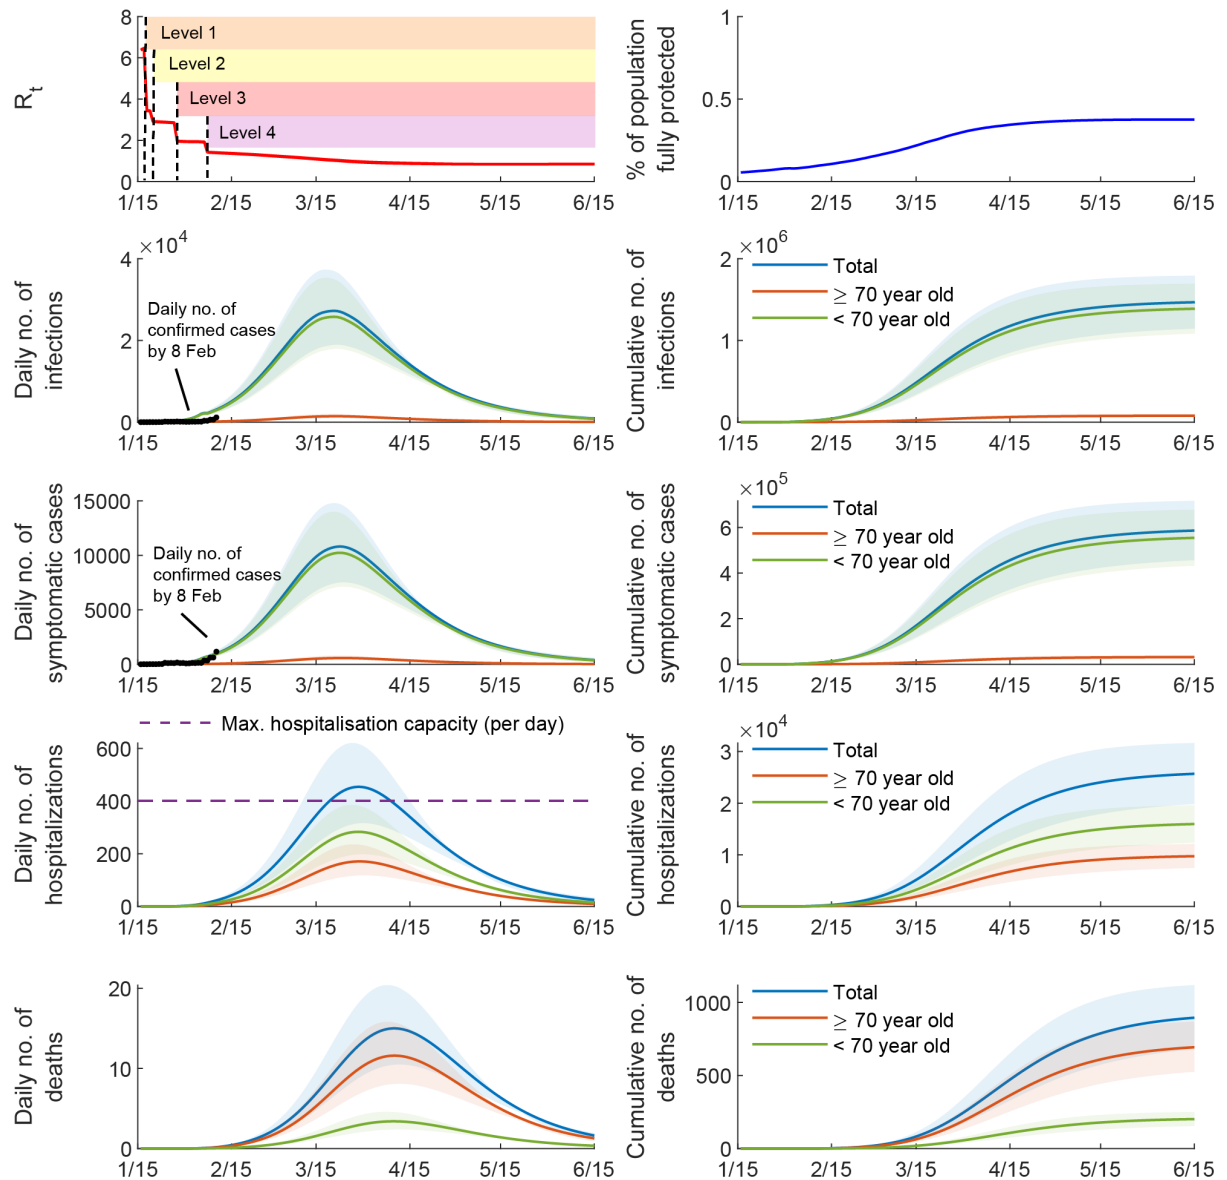 R_t
8
6
4
2
0
Level 1
Level 2
Level 3
Level 4
1/15 2/15 3/15 4/15 5/15 6/15
% of population
fully protected
1
0.5
0
1/15 2/15 3/15 4/15 5/15 6/15
Daily no. of
infections
×10^4
4
2
0
Daily no. of
confirmed cases
by 8 Feb
1/15 2/15 3/15 4/15 5/15 6/15
Cumulative no. of
infections
×10^6
2
1
0
Total
≥ 70 year old
< 70 year old
1/15 2/15 3/15 4/15 5/15 6/15
Daily no. of
symptomatic cases
15000
10000
5000
0
Daily no. of
confirmed cases
by 8 Feb
1/15 2/15 3/15 4/15 5/15 6/15
Cumulative no. of
symptomatic cases
×10^5
6
4
2
0
Total
≥ 70 year old
< 70 year old
1/15 2/15 3/15 4/15 5/15 6/15
Max. hospitalisation capacity (per day)
Daily no. of
hospitalizations
600
400
200
0
1/15 2/15 3/15 4/15 5/15 6/15
Cumulative no. of
hospitalizations
×10^4
3
2
1
0
Total
≥ 70 year old
< 70 year old
1/15 2/15 3/15 4/15 5/15 6/15
Daily no. of
deaths
20
10
0
1/15 2/15 3/15 4/15 5/15 6/15
Cumulative no. of
deaths
1000
500
0
Total
≥ 70 year old
< 70 year old
1/15 2/15 3/15 4/15 5/15 6/15